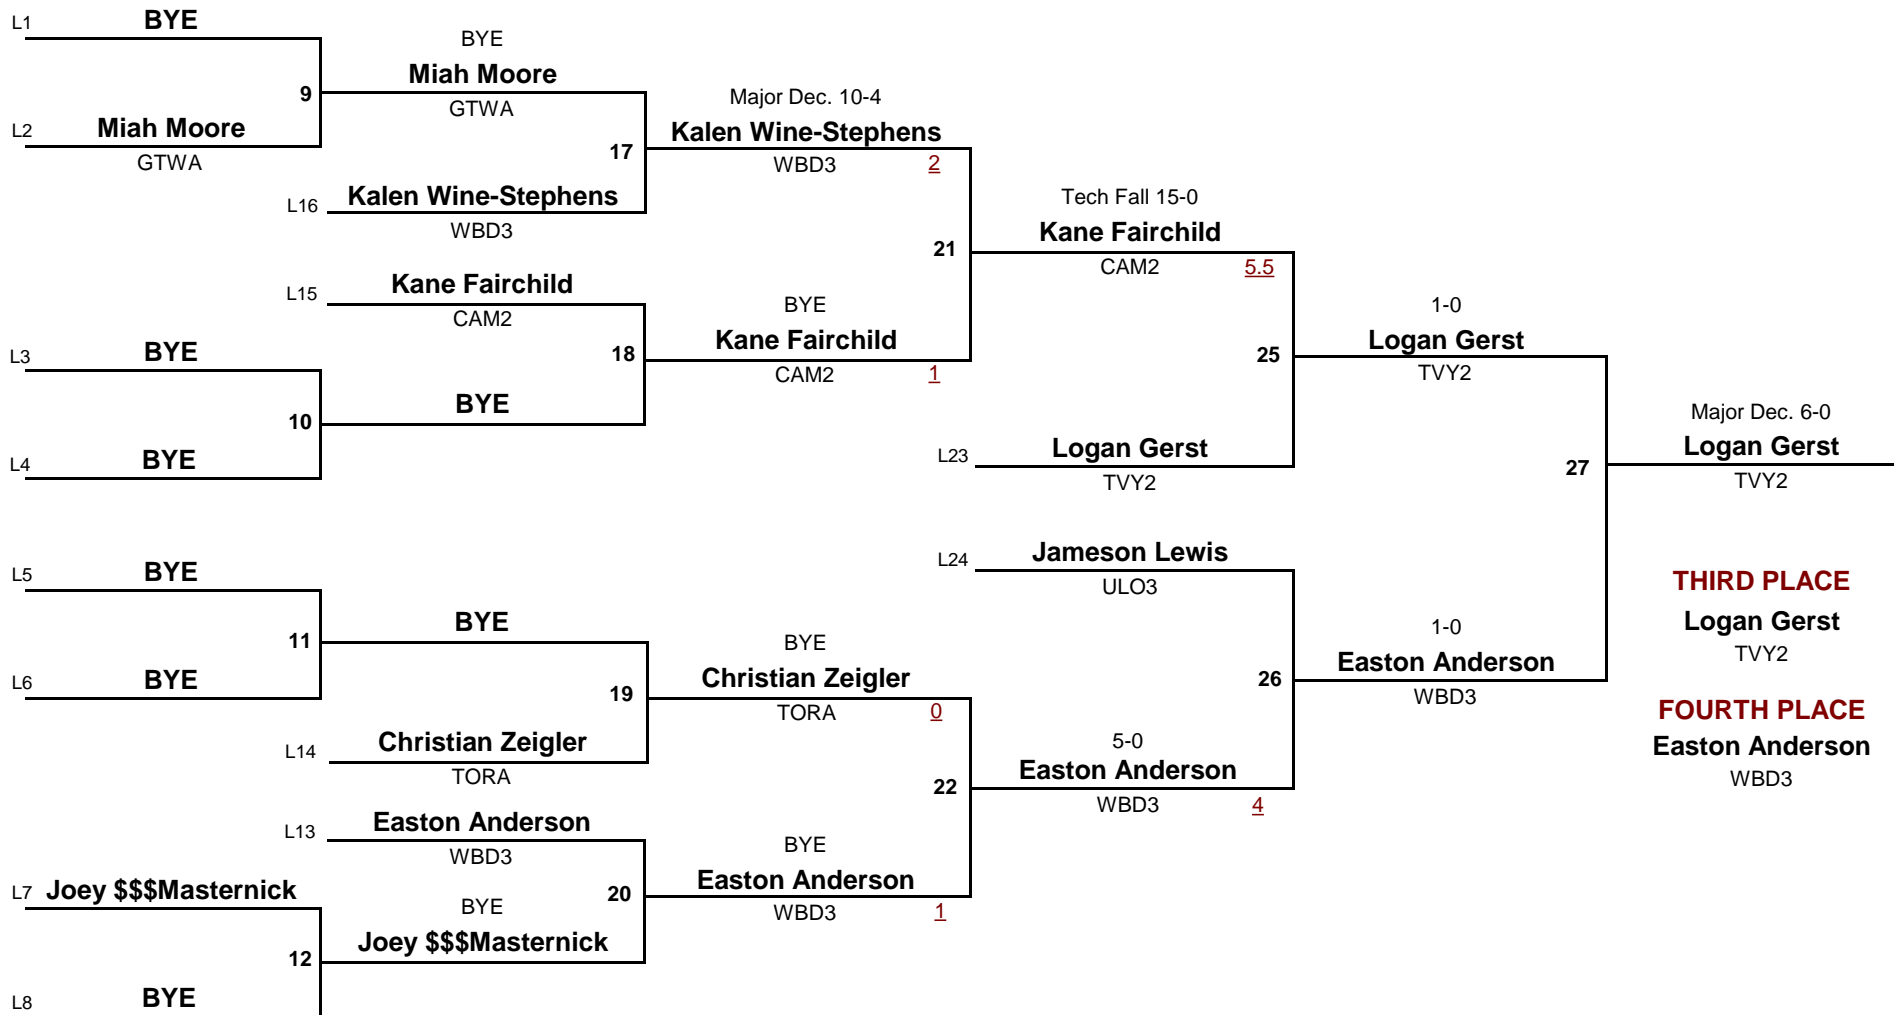 L1 BYE
BYE
Miah Moore
9
GTWA
L2 Miah Moore
GTWA
Major Dec. 10-4
Kalen Wine-Stephens
17
WBD3 2
L16 Kalen Wine-Stephens
WBD3
Tech Fall 15-0
Kane Fairchild
21
CAM2 5.5
L15 Kane Fairchild
CAM2
BYE
Kane Fairchild
18
CAM2 1
L3 BYE
10
BYE
L4 BYE
1-0
Logan Gerst
25
TVY2
L23 Logan Gerst
TVY2
Major Dec. 6-0
Logan Gerst
27
TVY2
L24 Jameson Lewis
ULO3
L5 BYE
11
BYE
L6 BYE
BYE
Christian Zeigler
19
TORA 0
L14 Christian Zeigler
TORA
1-0
Easton Anderson
26
WBD3
5-0
Easton Anderson
22
WBD3 4
L13 Easton Anderson
WBD3
BYE
Easton Anderson
20
WBD3 1
L7 Joey $$$Masternick
BYE
Joey $$$Masternick
12
L8 BYE
THIRD PLACE
Logan Gerst
TVY2
FOURTH PLACE
Easton Anderson
WBD3